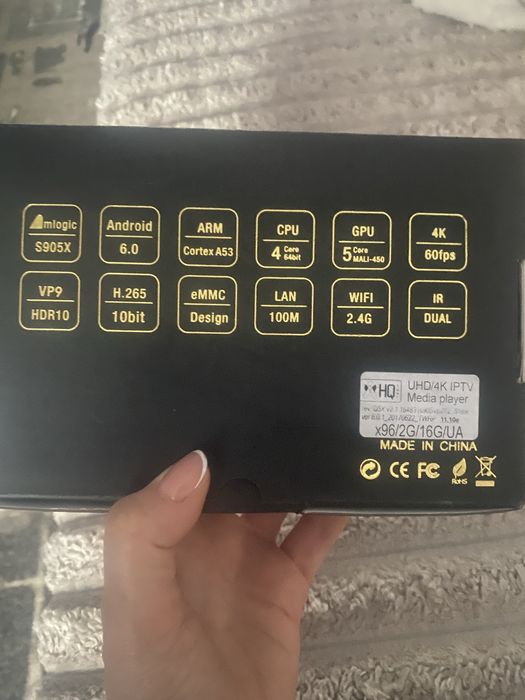 Amlogic
S905X
Android
6.0
ARM
Cortex A53
CPU
4 Core 64bit
GPU
5 Core MALI-450
4K
60fps
VP9
HDR10
H.265
10bit
eMMC
Design
LAN
100M
WIFI
2.4G
IR
DUAL
HQ
UHD/4K IPTV
Media player
11.10e
x96/2G/16G/UA
MADE IN CHINA
CE FC
RoHS